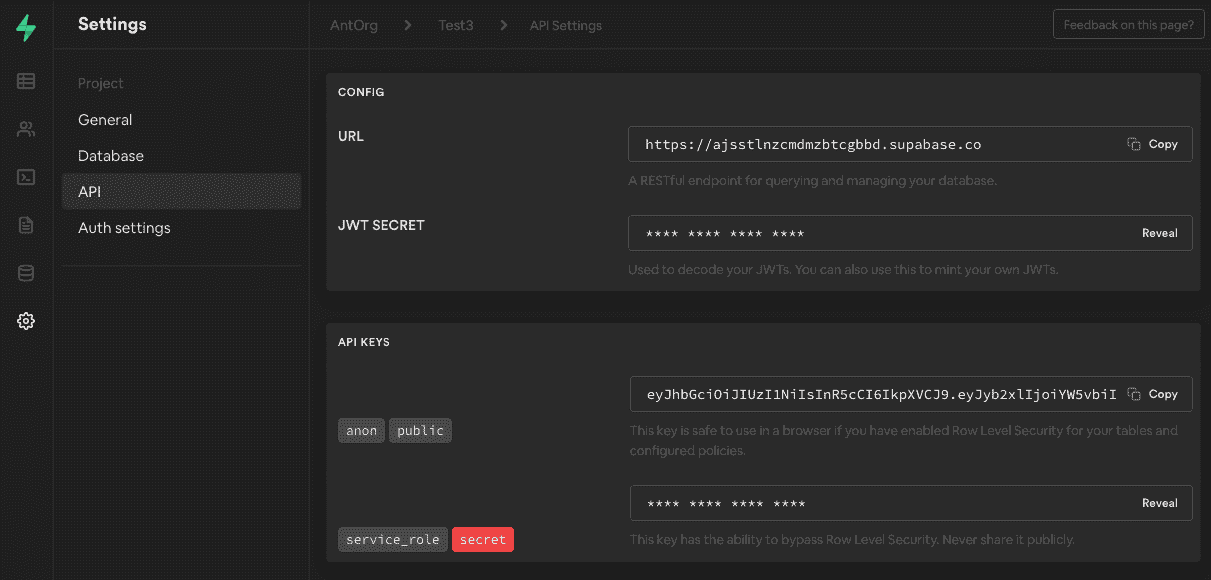 Settings
AntOrg > Test3 > API Settings
Feedback on this page?
Project
General
Database
API
Auth settings
CONFIG
URL
https://ajsstlnzcmdmzbtcgbbd.supabase.co
Copy
A RESTful endpoint for querying and managing your database.
JWT SECRET
**** **** **** ****
Reveal
Used to decode your JWTs. You can also use this to mint your own JWTs.
API KEYS
anon public
eyJhbGciOiJIUzI1NiIsInR5cCI6IkpXVCJ9.eyJyb2xlIjoiYW5vbiI
Copy
This key is safe to use in a browser if you have enabled Row Level Security for your tables and
configured policies.
service_role secret
**** **** **** ****
Reveal
This key has the ability to bypass Row Level Security. Never share it publicly.